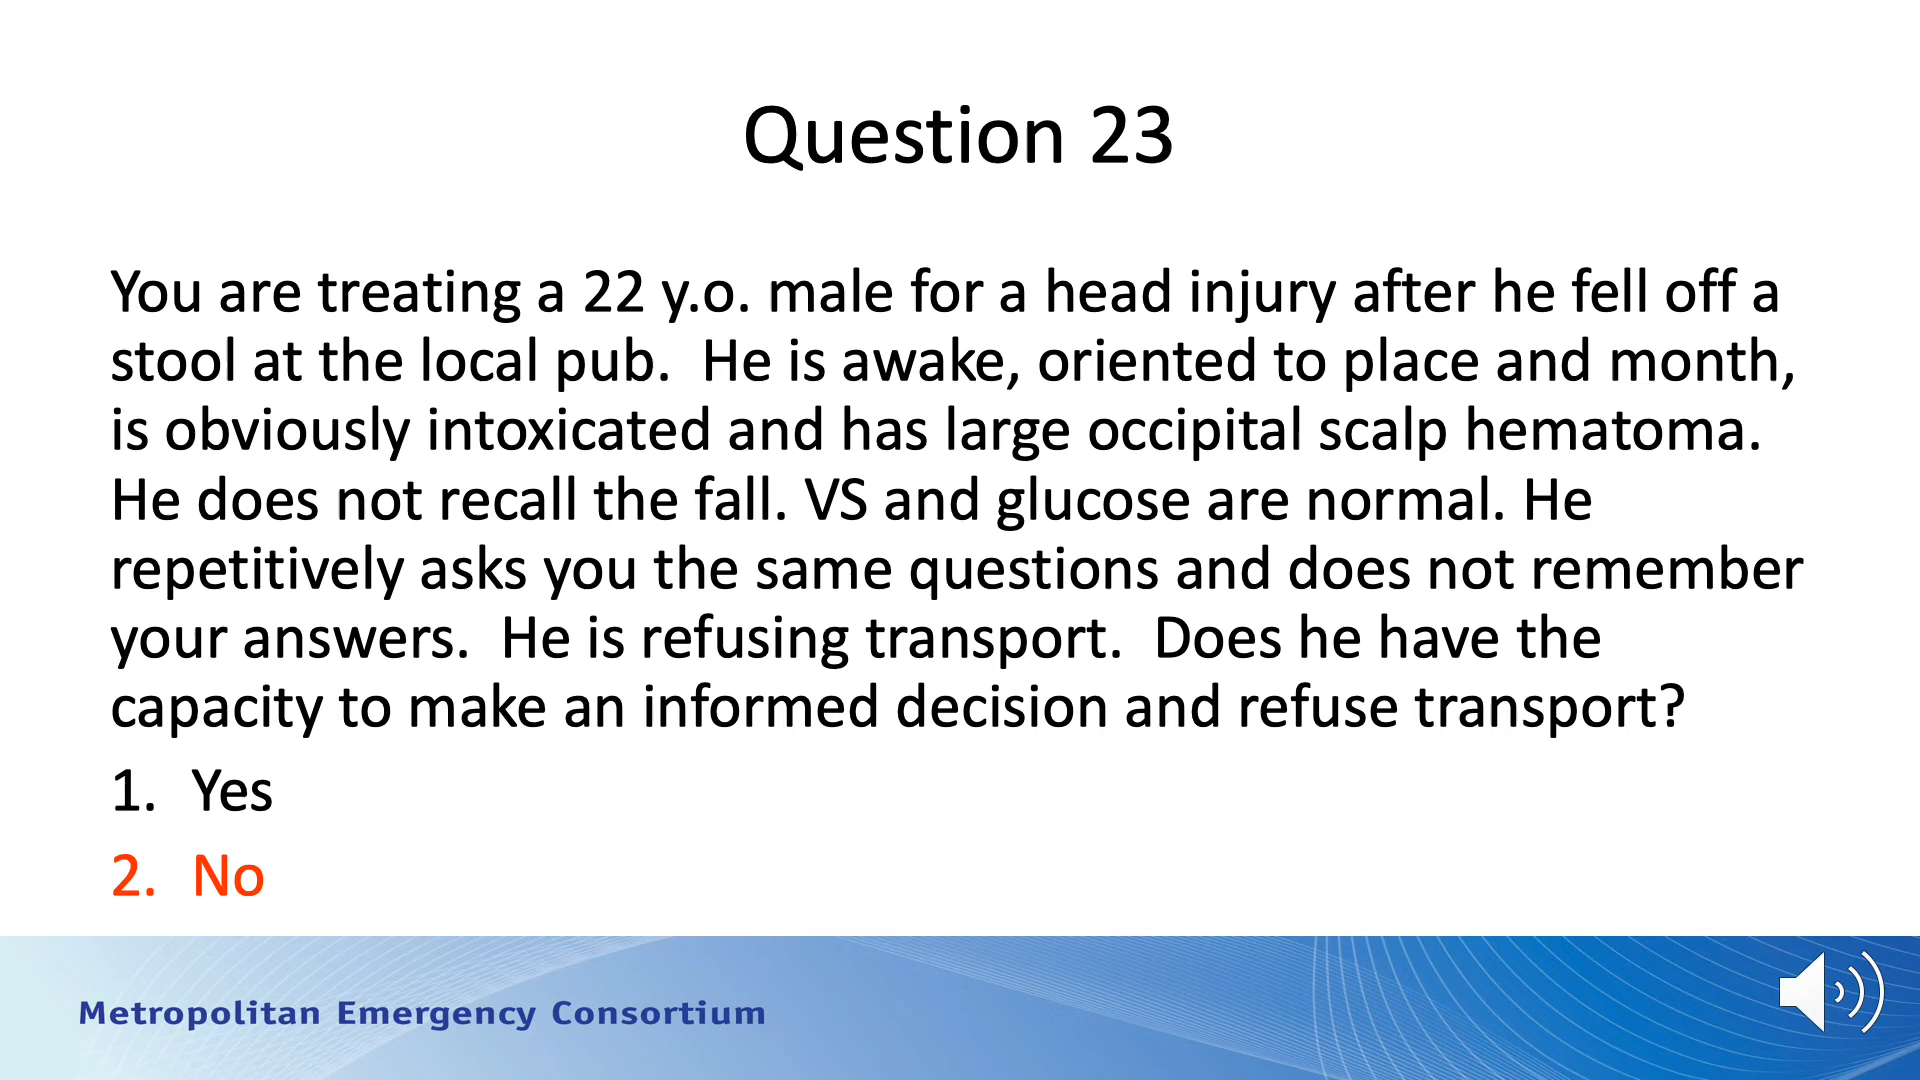 Question 23
You are treating a 22 y.o. male for a head injury after he fell off a
stool at the local pub.  He is awake, oriented to place and month,
is obviously intoxicated and has large occipital scalp hematoma.
He does not recall the fall. VS and glucose are normal. He
repetitively asks you the same questions and does not remember
your answers.  He is refusing transport.  Does he have the
capacity to make an informed decision and refuse transport?
1. Yes
2. No
Metropolitan Emergency Consortium